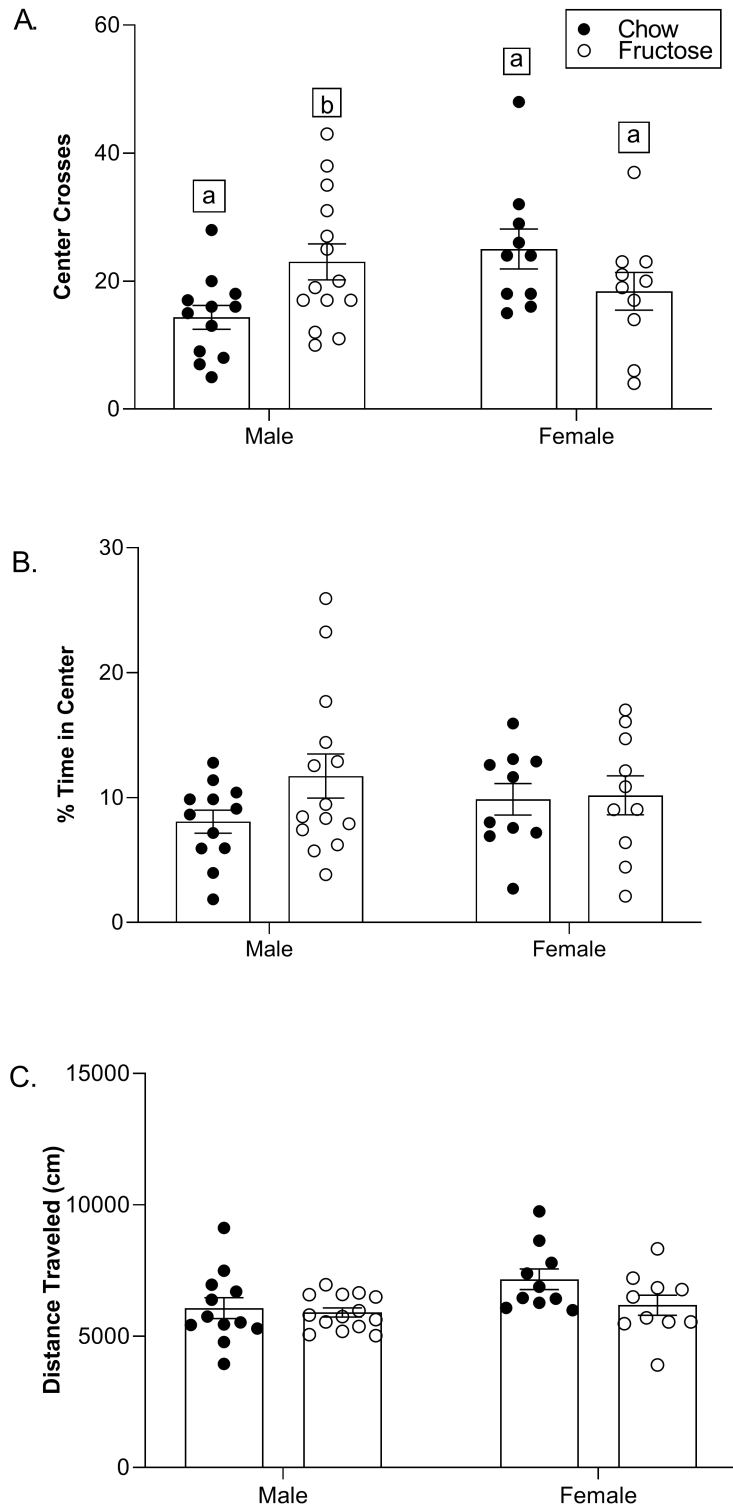 A.
60
40
20
0
Center Crosses
a
b
a
a
Chow
Fructose
Male
Female
B.
30
20
10
0
% Time in Center
Male
Female
C.
15000
10000
5000
0
Distance Traveled (cm)
Male
Female